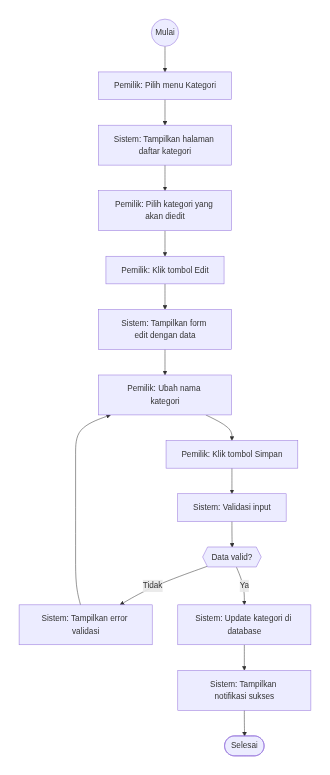 Mulai
Pemilik: Pilih menu Kategori
Sistem: Tampilkan halaman
daftar kategori
Pemilik: Pilih kategori yang
akan diedit
Pemilik: Klik tombol Edit
Sistem: Tampilkan form
edit dengan data
Pemilik: Ubah nama
kategori
Pemilik: Klik tombol Simpan
Sistem: Validasi input
Data valid?
Tidak
Ya
Sistem: Tampilkan error
validasi
Sistem: Update kategori di
database
Sistem: Tampilkan
notifikasi sukses
Selesai